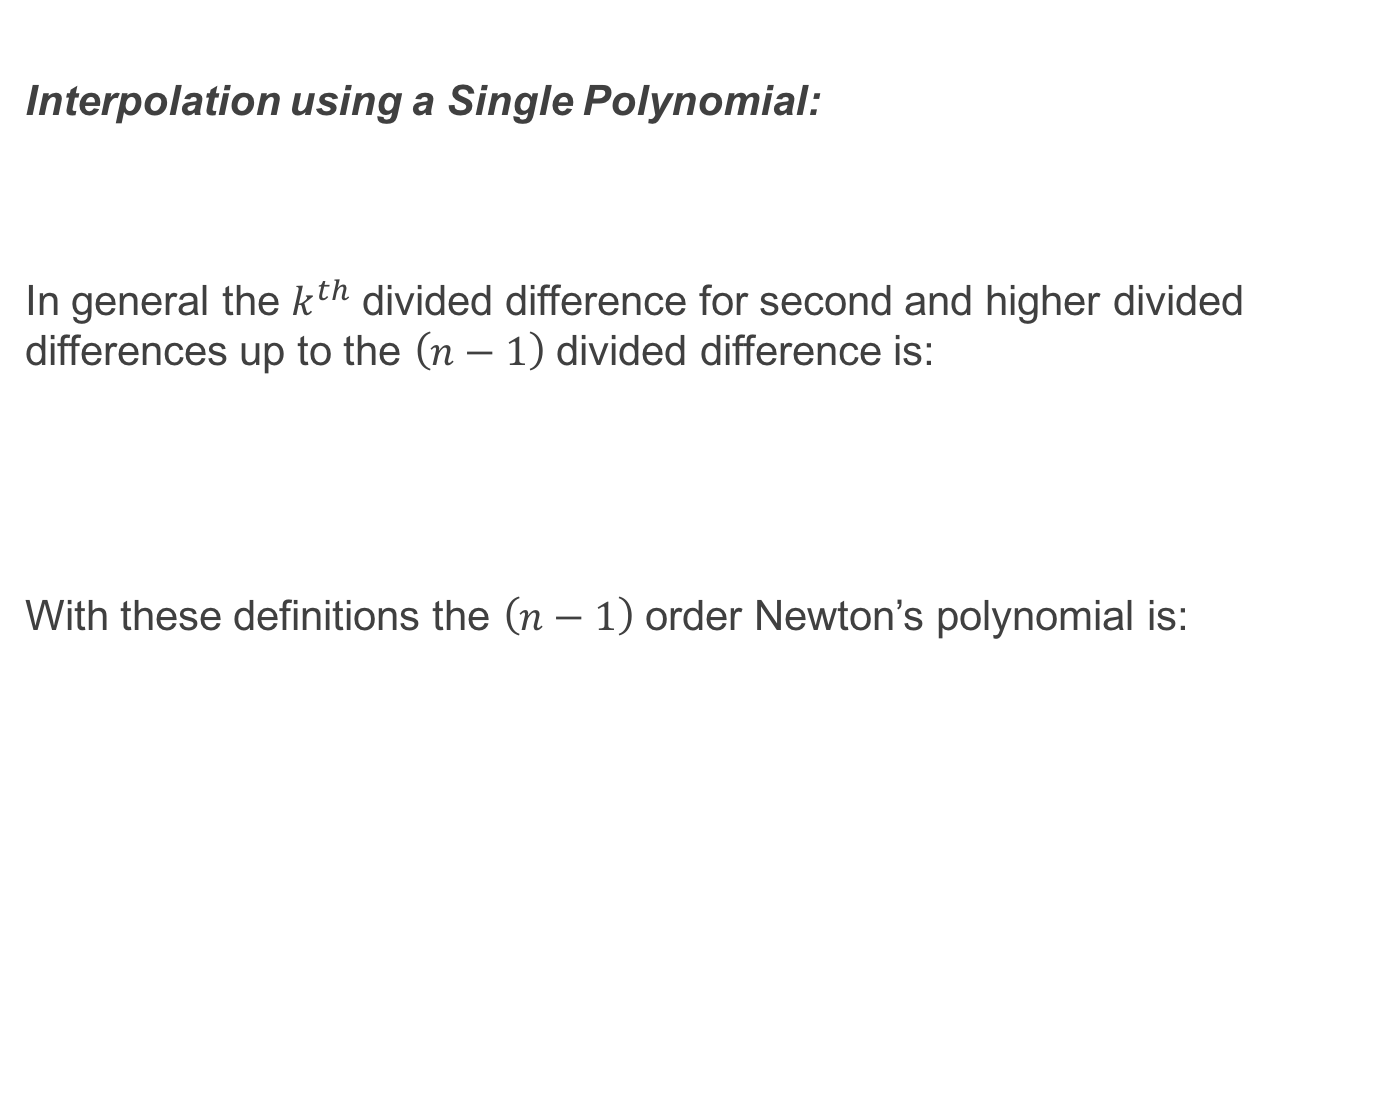 Interpolation using a Single Polynomial:
In general the $k^{th}$ divided difference for second and higher divided
differences up to the $(n-1)$ divided difference is:
With these definitions the $(n-1)$ order Newton’s polynomial is: